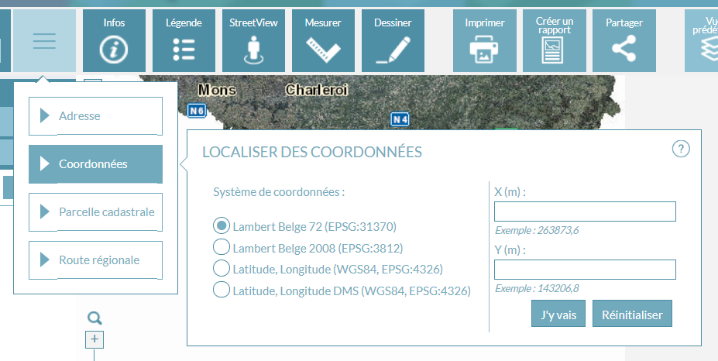 Infos
Légende
StreetView
Mesurer
Dessiner
Imprimer
Créer un
rapport
Partager
Mons
Charleroi
N6
N4
Adresse
Coordonnées
Parcelle cadastrale
Route régionale
LOCALISER DES COORDONNÉES
?
Système de coordonnées :
Lambert Belge 72 (EPSG:31370)
Lambert Belge 2008 (EPSG:3812)
Latitude, Longitude (WGS84, EPSG:4326)
Latitude, Longitude DMS (WGS84, EPSG:4326)
X (m) :
Exemple : 263873,6
Y (m) :
Exemple : 143206,8
J'y vais
Réinitialiser
+